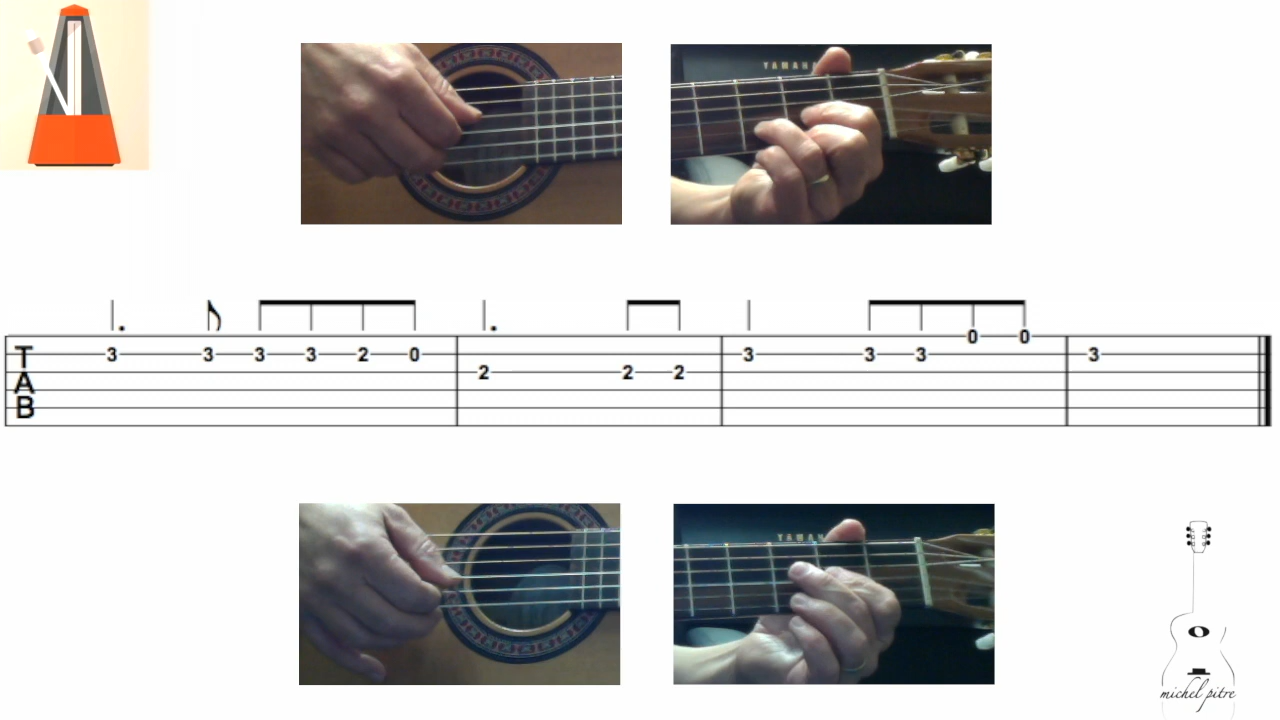 YAMAHA
0 0
T 3 3 3 3 2 0 3 3 3 3
A 2 2 2
B
YAMAHA
michel pitre